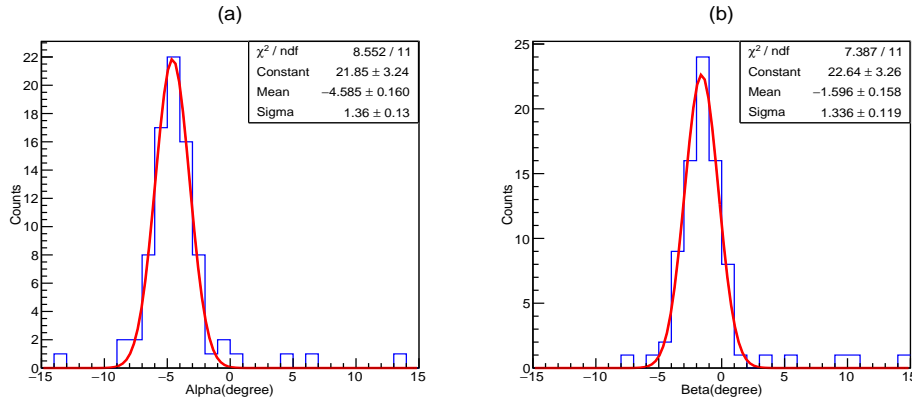 (a)
χ² / ndf 8.552 / 11
Constant 21.85 ± 3.24
Mean −4.585 ± 0.160
Sigma 1.36 ± 0.13
Counts
22
20
18
16
14
12
10
8
6
4
2
0
−15 −10 −5 0 5 10 15
Alpha(degree)
(b)
χ² / ndf 7.387 / 11
Constant 22.64 ± 3.26
Mean −1.596 ± 0.158
Sigma 1.336 ± 0.119
Counts
25
20
15
10
5
0
−15 −10 −5 0 5 10 15
Beta(degree)